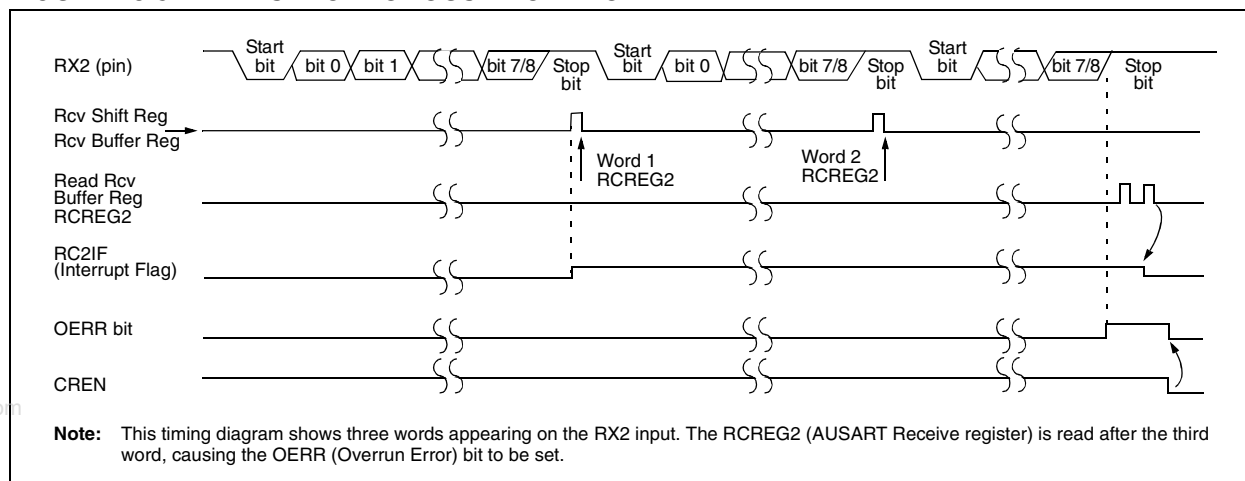 RX2 (pin)
Start bit
bit 0
bit 1
bit 7/8
Stop bit
Start bit
bit 0
bit 7/8
Stop bit
Start bit
bit 7/8
Stop bit
Rcv Shift Reg
Rcv Buffer Reg
Word 1
RCREG2
Word 2
RCREG2
Read Rcv
Buffer Reg
RCREG2
RC2IF
(Interrupt Flag)
OERR bit
CREN
om
Note: This timing diagram shows three words appearing on the RX2 input. The RCREG2 (AUSART Receive register) is read after the third
word, causing the OERR (Overrun Error) bit to be set.